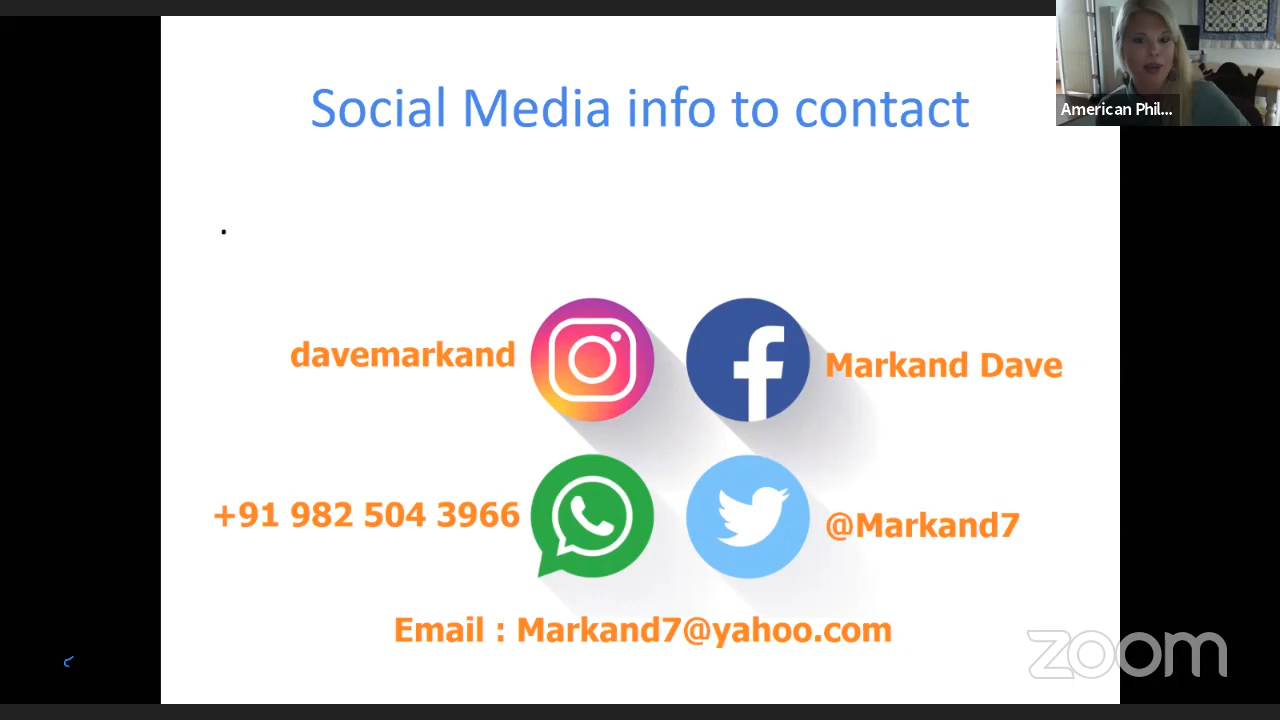 Social Media info to contact
American Phil...
davemarkand
Markand Dave
+91 982 504 3966
@Markand7
Email : Markand7@yahoo.com
zoom